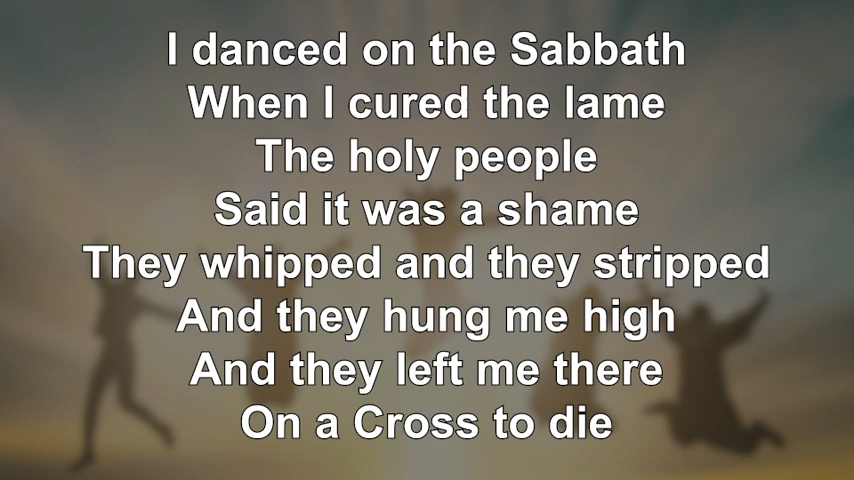 I danced on the Sabbath
When I cured the lame
The holy people
Said it was a shame
They whipped and they stripped
And they hung me high
And they left me there
On a Cross to die